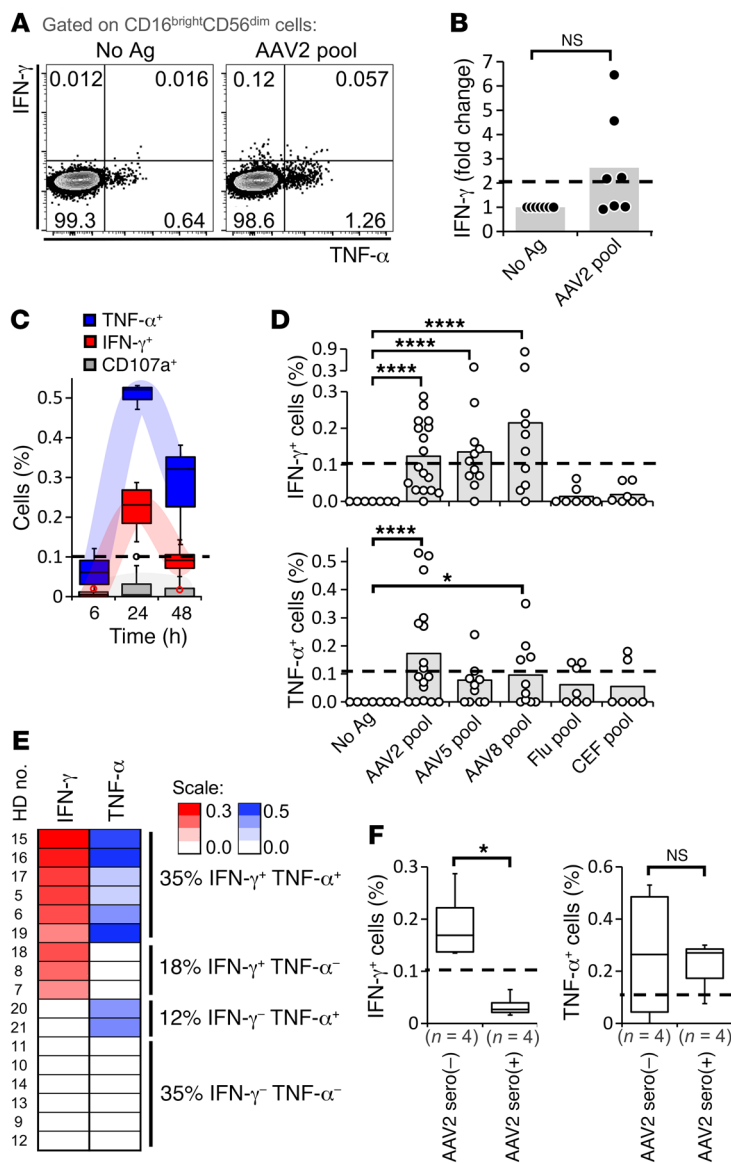 A Gated on CD16brightCD56dim cells:
No Ag AAV2 pool
IFN-γ
0.012 0.016 0.12 0.057
99.3 0.64 98.6 1.26
TNF-α
B
NS
IFN-γ (fold change)
7
6
5
4
3
2
1
0
No Ag AAV2 pool
C
TNF-α+
IFN-γ+
CD107a+
Cells (%)
0.5
0.4
0.3
0.2
0.1
0
6 24 48
Time (h)
D
****
****
****
IFN-γ+ cells (%)
0.9
0.3
0.3
0.1
0.0
****
*
TNF-α+ cells (%)
0.5
0.4
0.3
0.2
0.1
0.0
No Ag AAV2 pool AAV5 pool AAV8 pool Flu pool CEF pool
E
HD no. IFN-γ TNF-α
Scale:
0.3 0.5
0.0 0.0
15
16
17
5
6
19
18
8
7
20
21
11
10
14
13
9
12
35% IFN-γ+ TNF-α+
18% IFN-γ+ TNF-α−
12% IFN-γ− TNF-α+
35% IFN-γ− TNF-α−
F
*
IFN-γ+ cells (%)
0.3
0.2
0.1
0
(n = 4) (n = 4)
AAV2 sero(−) AAV2 sero(+)
NS
TNF-α+ cells (%)
0.6
0.4
0.2
0
(n = 4) (n = 4)
AAV2 sero(−) AAV2 sero(+)